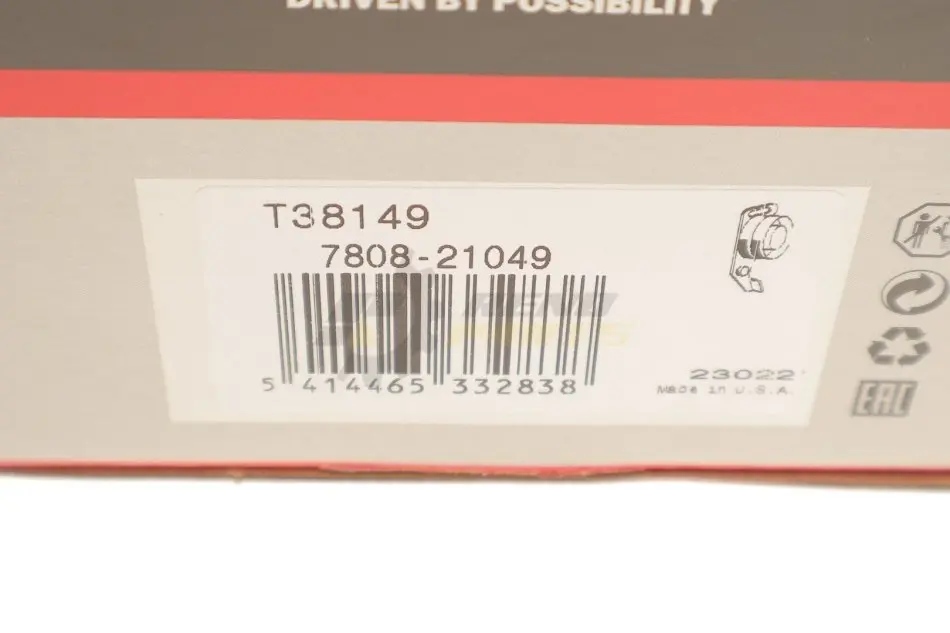 DRIVEN BY POSSIBILITY
T38149
7808-21049
5 414465 332838
23022
Made in U.S.A.
EAC